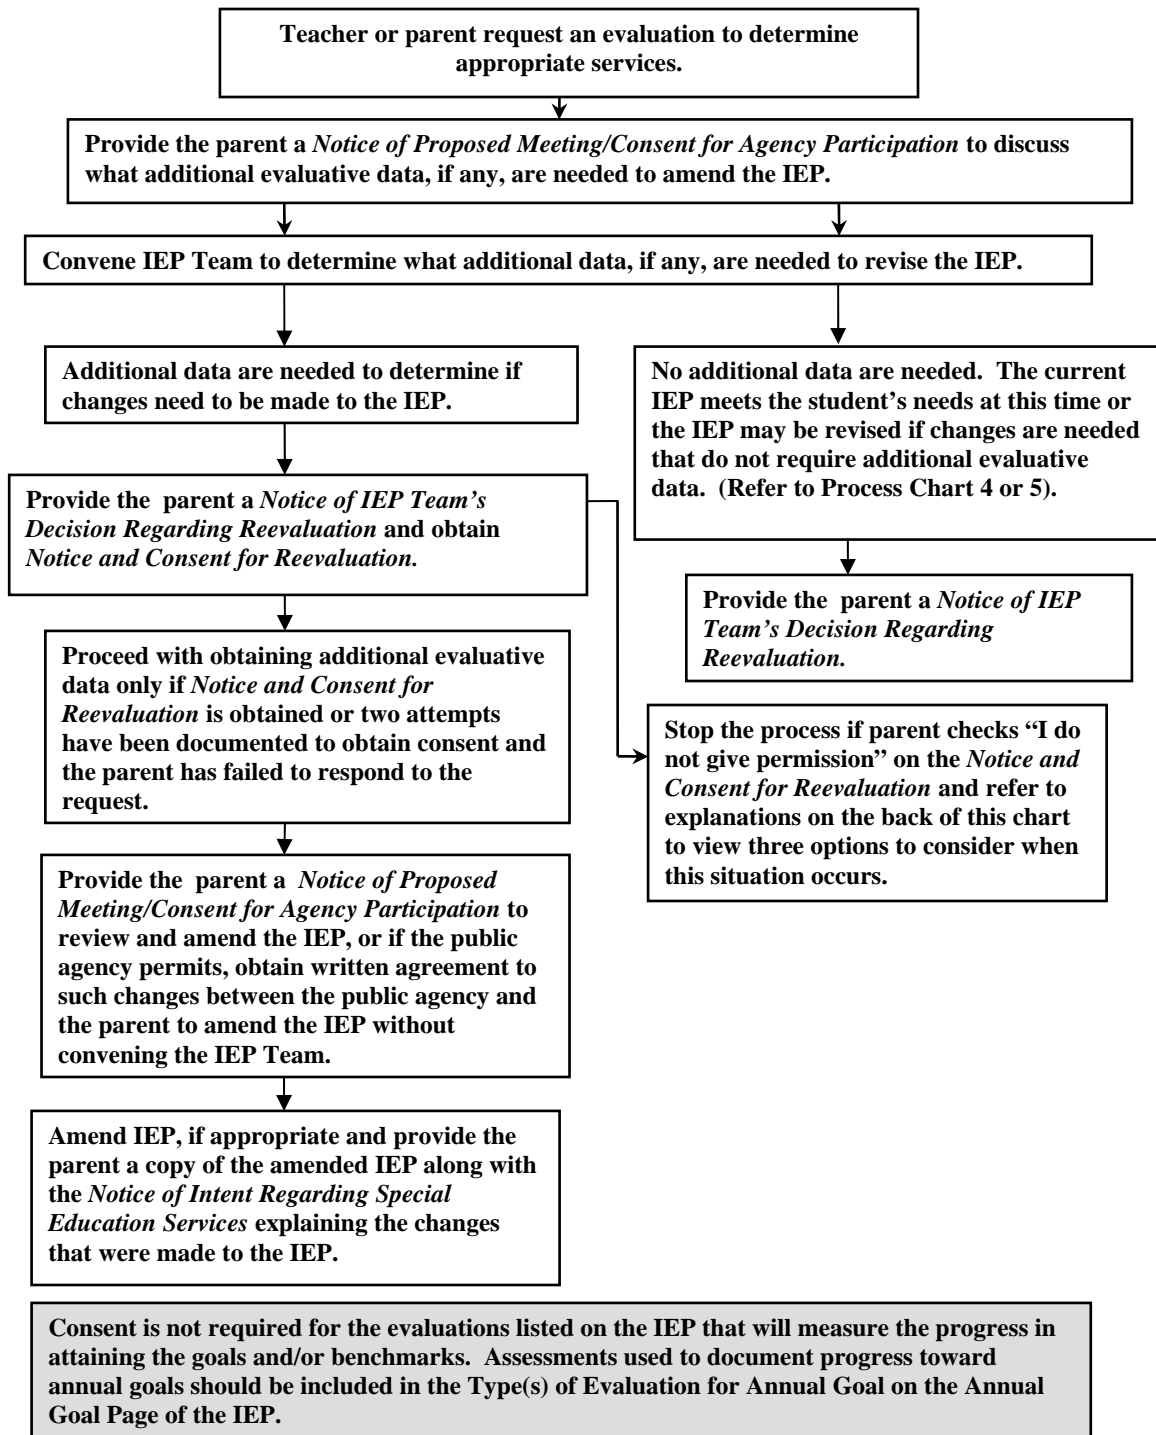 Teacher or parent request an evaluation to determine
appropriate services.
Provide the parent a Notice of Proposed Meeting/Consent for Agency Participation to discuss
what additional evaluative data, if any, are needed to amend the IEP.
Convene IEP Team to determine what additional data, if any, are needed to revise the IEP.
Additional data are needed to determine if
changes need to be made to the IEP.
No additional data are needed. The current
IEP meets the student's needs at this time or
the IEP may be revised if changes are needed
that do not require additional evaluative
data. (Refer to Process Chart 4 or 5).
Provide the parent a Notice of IEP Team's
Decision Regarding Reevaluation and obtain
Notice and Consent for Reevaluation.
Provide the parent a Notice of IEP
Team's Decision Regarding
Reevaluation.
Proceed with obtaining additional evaluative
data only if Notice and Consent for
Reevaluation is obtained or two attempts
have been documented to obtain consent and
the parent has failed to respond to the
request.
Stop the process if parent checks “I do
not give permission” on the Notice and
Consent for Reevaluation and refer to
explanations on the back of this chart
to view three options to consider when
this situation occurs.
Provide the parent a Notice of Proposed
Meeting/Consent for Agency Participation to
review and amend the IEP, or if the public
agency permits, obtain written agreement to
such changes between the public agency and
the parent to amend the IEP without
convening the IEP Team.
Amend IEP, if appropriate and provide the
parent a copy of the amended IEP along with
the Notice of Intent Regarding Special
Education Services explaining the changes
that were made to the IEP.
Consent is not required for the evaluations listed on the IEP that will measure the progress in
attaining the goals and/or benchmarks. Assessments used to document progress toward
annual goals should be included in the Type(s) of Evaluation for Annual Goal on the Annual
Goal Page of the IEP.